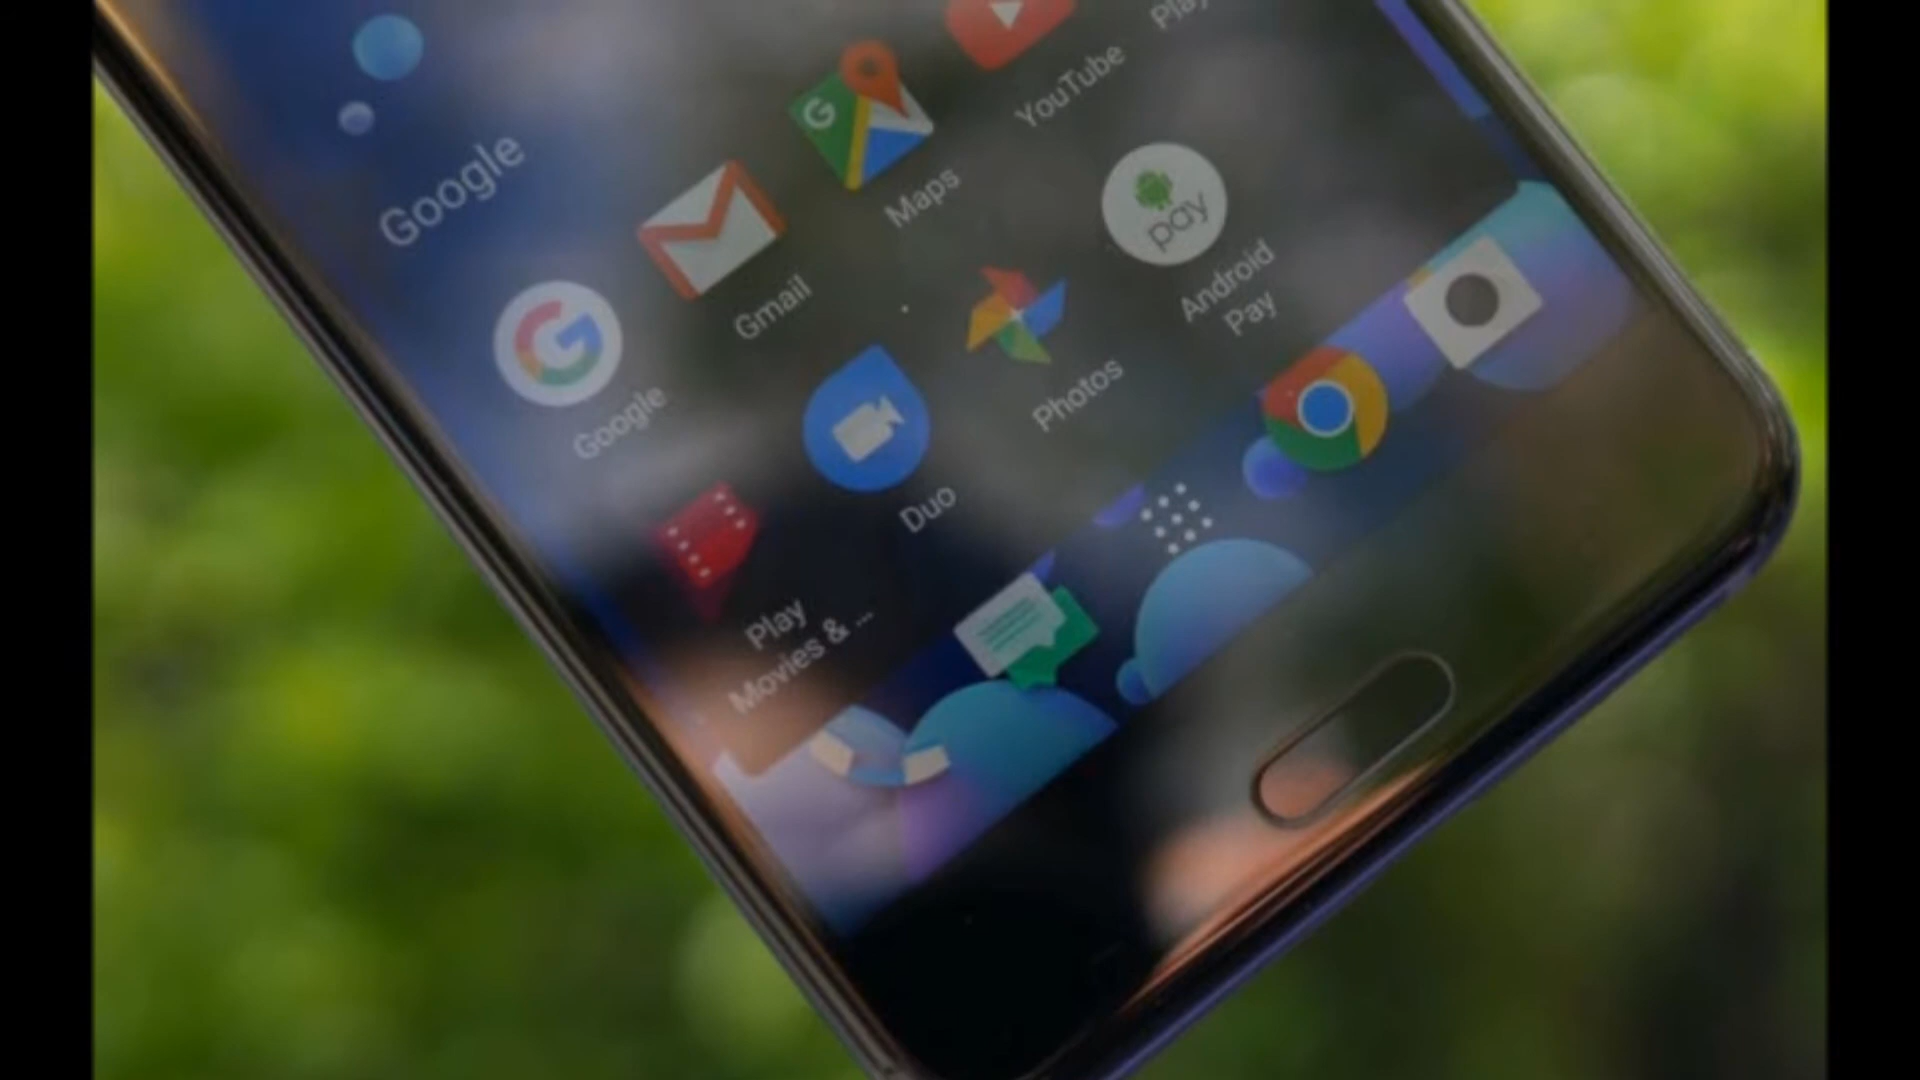 Google
Google
Gmail
Maps
YouTube
Play
Movies & ...
Duo
Photos
Android
Pay
pay
G